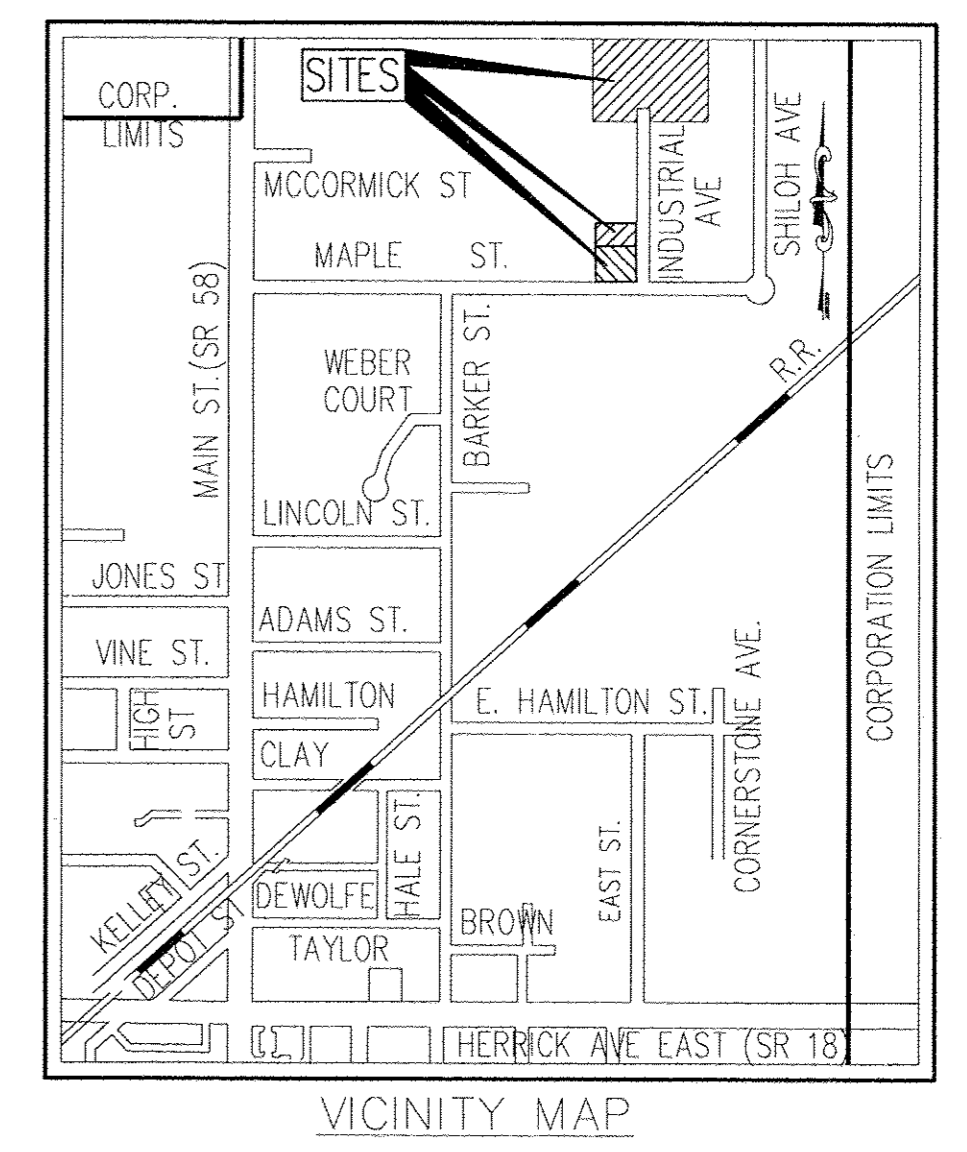 SITES
CORP.
LIMITS
MCCORMICK ST
MAPLE ST.
INDUSTRIAL
AVE
SHILOH AVE
MAIN ST. (SR 58)
WEBER
COURT
BARKER ST.
R.R.
LINCOLN ST.
CORPORATION LIMITS
JONES ST
ADAMS ST.
VINE ST.
HAMILTON
E. HAMILTON ST.
HIGH
ST
CLAY
CORNERSTONE AVE.
HALE ST.
EAST ST.
KELLEY ST.
DEWOLFE
DEPOT ST
BROWN
TAYLOR
HERRICK AVE EAST (SR 18)
VICINITY MAP